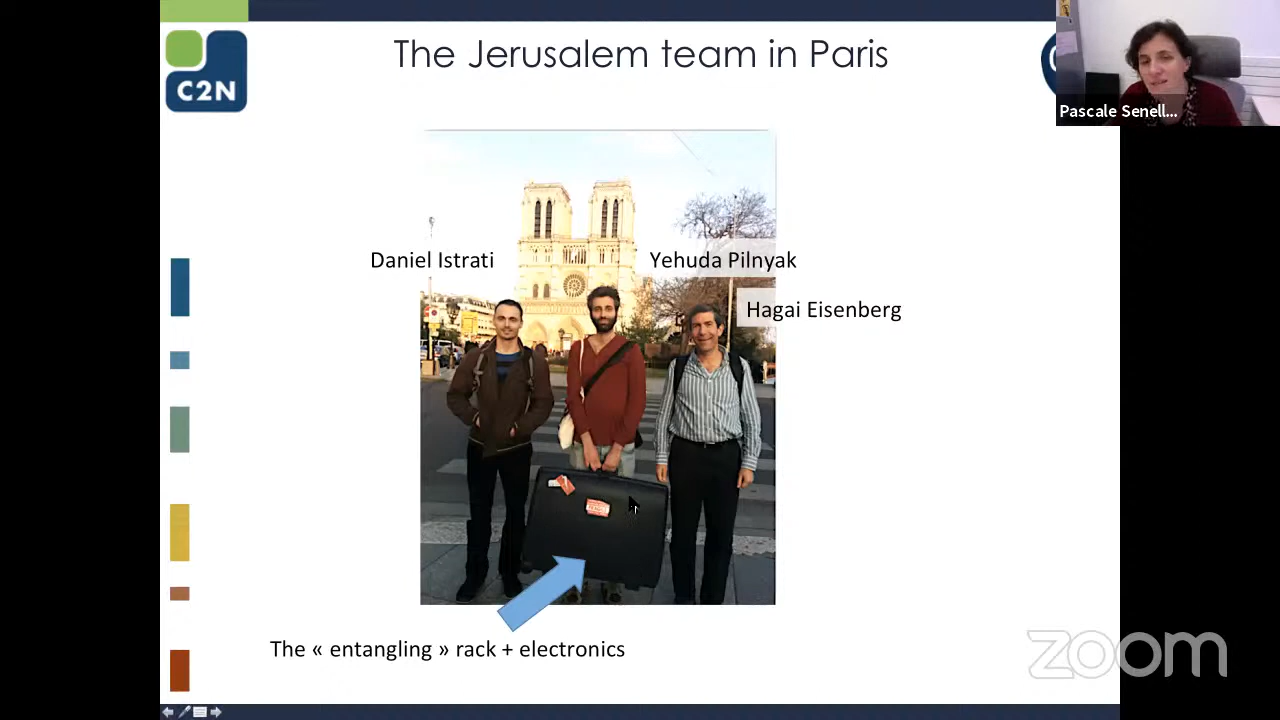 The Jerusalem team in Paris
C2N
Pascale Senell...
Daniel Istrati
Yehuda Pilnyak
Hagai Eisenberg
The « entangling » rack + electronics
zoom